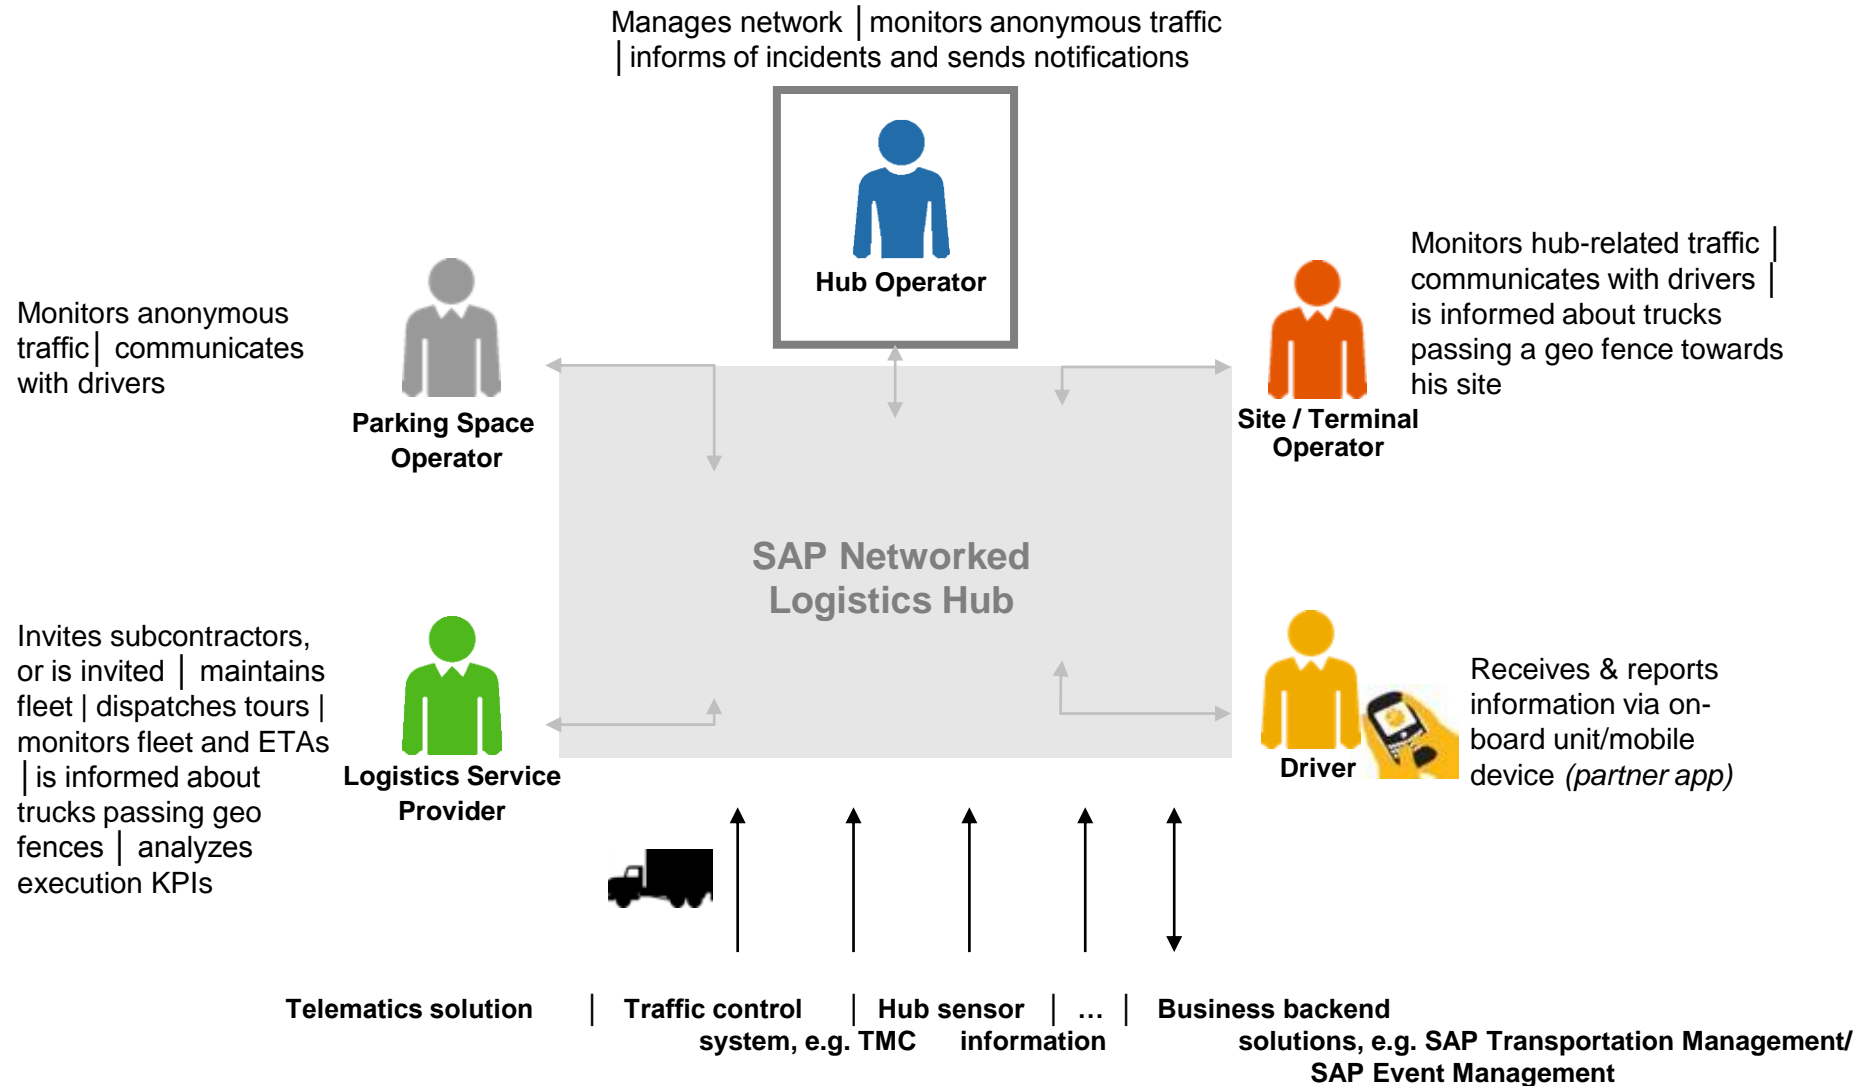 Manages network │monitors anonymous traffic
│informs of incidents and sends notifications
Hub Operator
Monitors anonymous
traffic│ communicates
with drivers
Parking Space
Operator
Monitors hub-related traffic │
communicates with drivers │
is informed about trucks
passing a geo fence towards
his site
Site / Terminal
Operator
SAP Networked
Logistics Hub
Invites subcontractors,
or is invited │ maintains
fleet | dispatches tours |
monitors fleet and ETAs
│is informed about
trucks passing geo
fences │ analyzes
execution KPIs
Logistics Service
Provider
Receives & reports
information via on-
board unit/mobile
device (partner app)
Driver
Telematics solution │ Traffic control │ Hub sensor │ … │ Business backend
system, e.g. TMC information solutions, e.g. SAP Transportation Management/
SAP Event Management